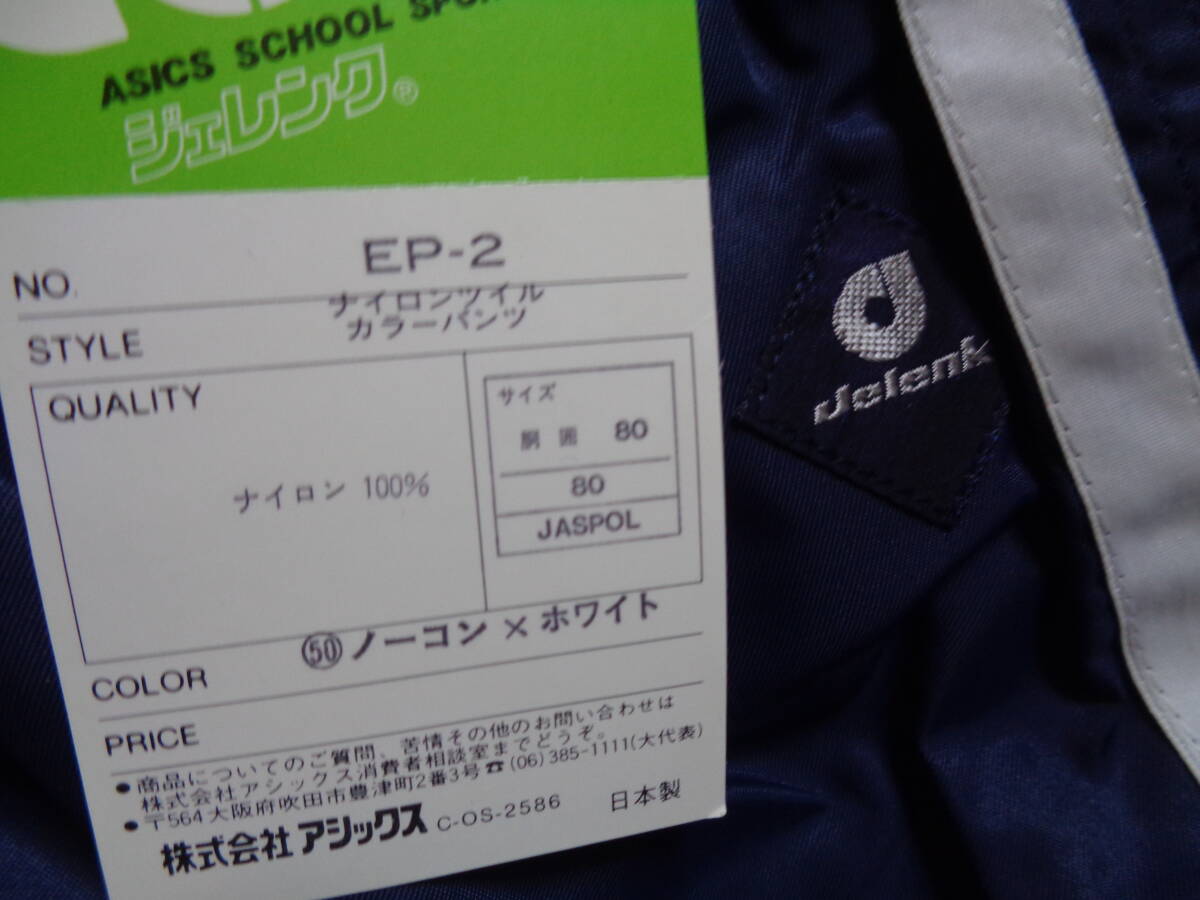 ASICS SCHOOL SPOR
ジェレンク®
NO. EP-2
STYLE ナイロンツイル
カラーパンツ
QUALITY
ナイロン 100%
サイズ
胴囲 80
80
JASPOL
COLOR ㊿ノーコン×ホワイト
PRICE
●商品についてのご質問、苦情その他のお問い合わせは
株式会社アシックス消費者相談室までどうぞ。
●〒564大阪府吹田市豊津町2番3号☎(06)385-1111(大代表)
株式会社アシックス C-OS-2586 日本製
Jelenk